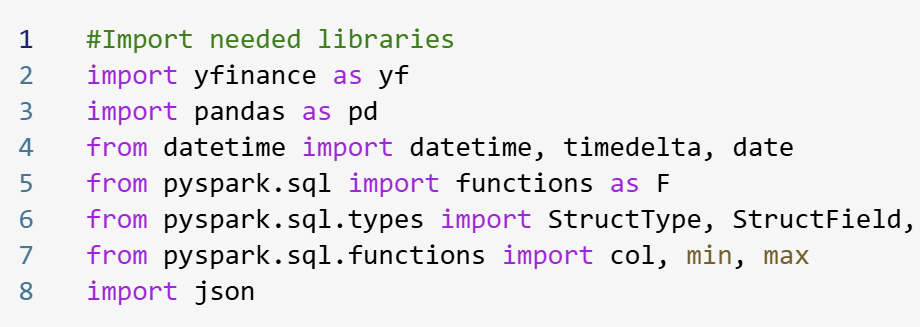 1 #Import needed libraries
2 import yfinance as yf
3 import pandas as pd
4 from datetime import datetime, timedelta, date
5 from pyspark.sql import functions as F
6 from pyspark.sql.types import StructType, StructField,
7 from pyspark.sql.functions import col, min, max
8 import json